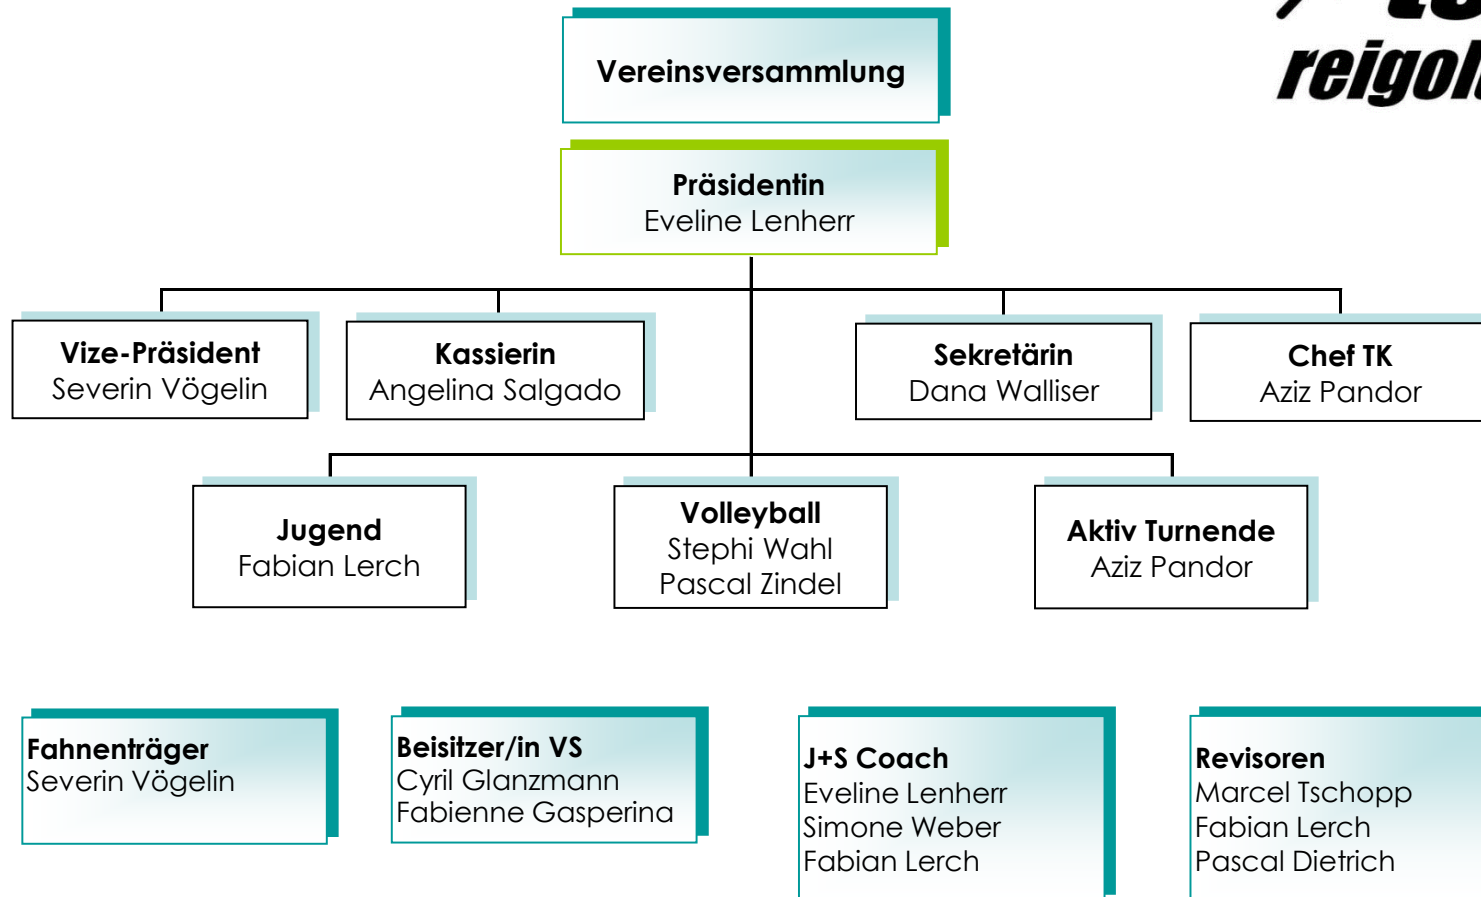 Vereinsversammlung
Präsidentin
Eveline Lenherr
Vize-Präsident
Severin Vögelin
Kassierin
Angelina Salgado
Sekretärin
Dana Walliser
Chef TK
Aziz Pandor
Jugend
Fabian Lerch
Volleyball
Stephi Wahl
Pascal Zindel
Aktiv Turnende
Aziz Pandor
Fahnenträger
Severin Vögelin
Beisitzer/in VS
Cyril Glanzmann
Fabienne Gasperina
J+S Coach
Eveline Lenherr
Simone Weber
Fabian Lerch
Revisoren
Marcel Tschopp
Fabian Lerch
Pascal Dietrich